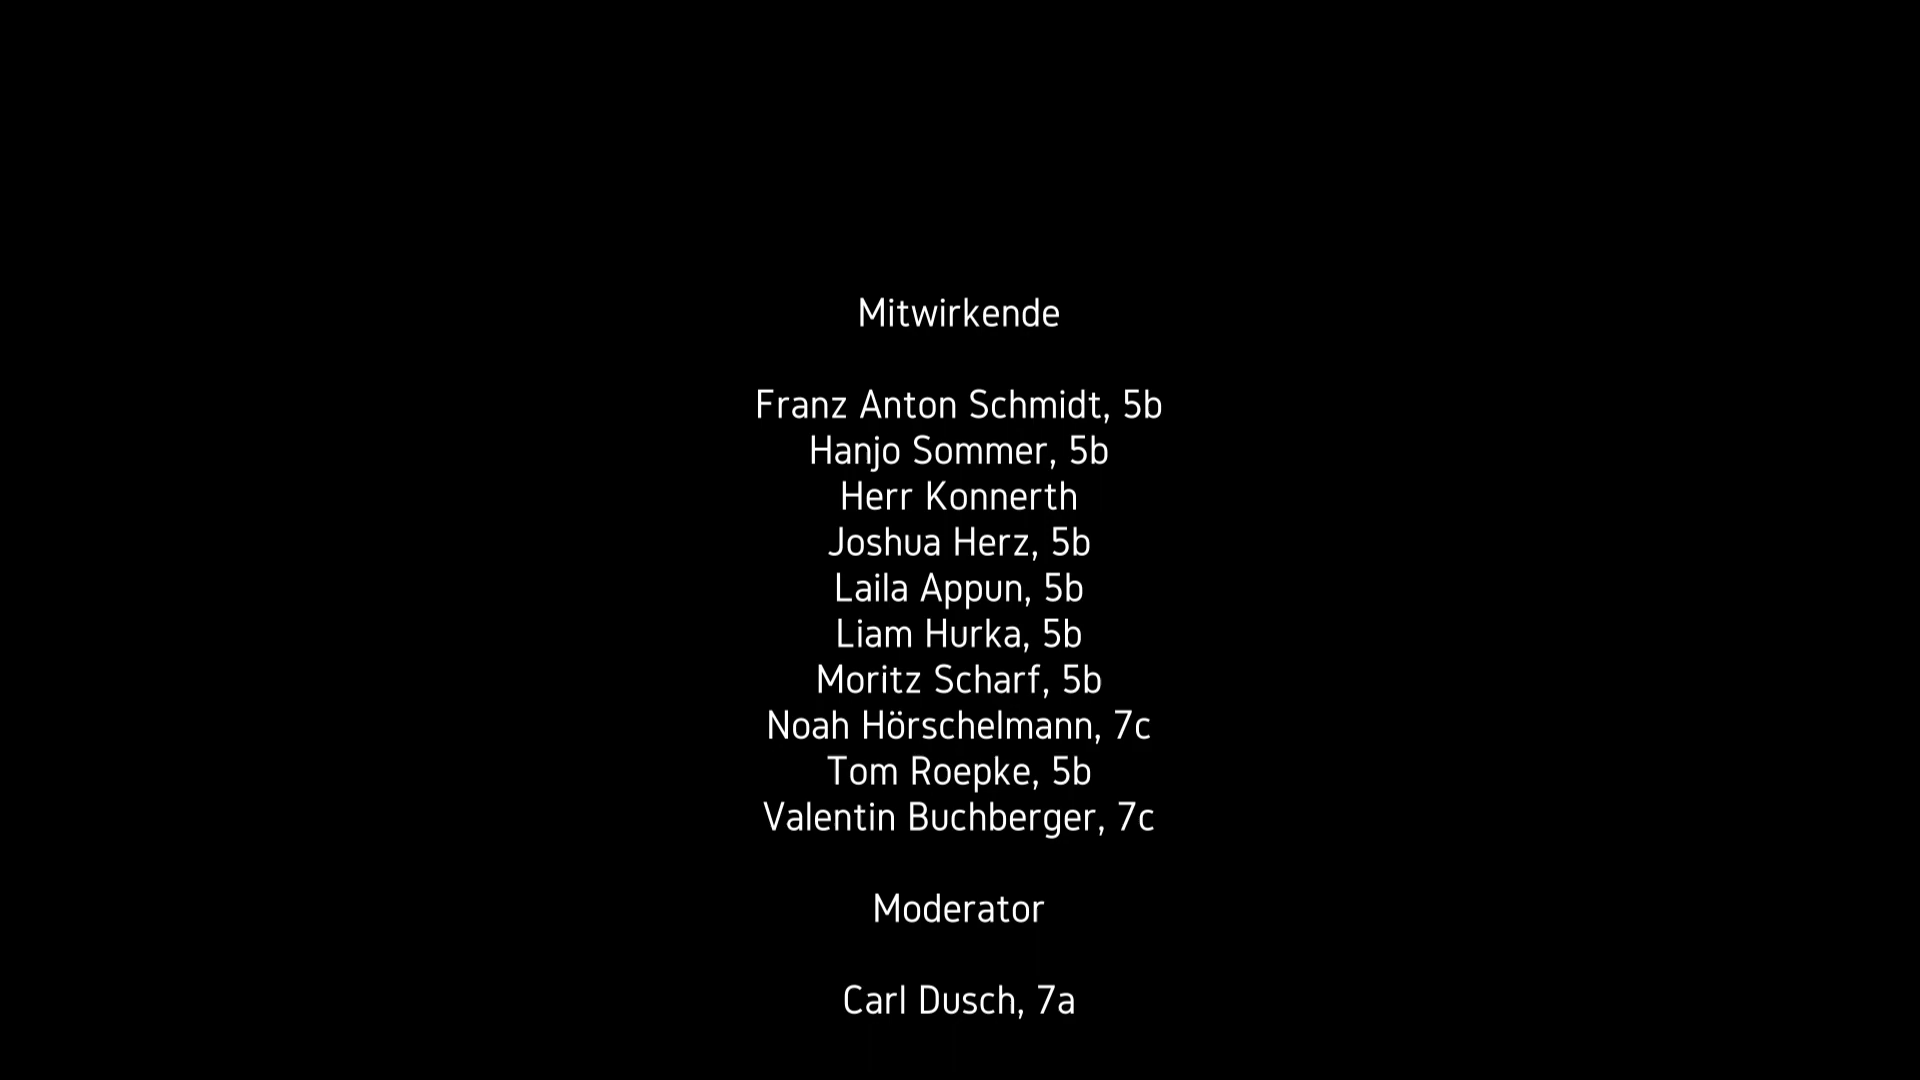 Mitwirkende
Franz Anton Schmidt, 5b
Hanjo Sommer, 5b
Herr Konnerth
Joshua Herz, 5b
Laila Appun, 5b
Liam Hurka, 5b
Moritz Scharf, 5b
Noah Hörschelmann, 7c
Tom Roepke, 5b
Valentin Buchberger, 7c
Moderator
Carl Dusch, 7a